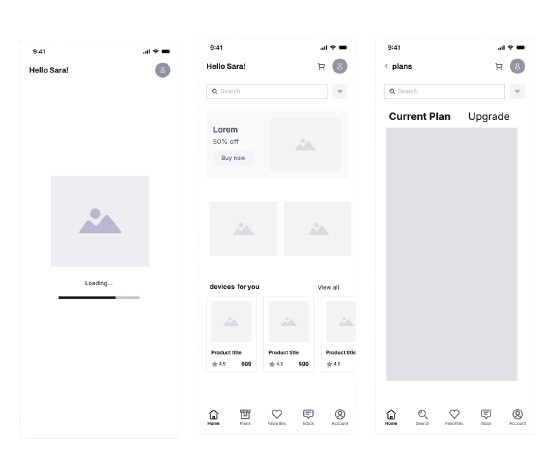 9:41
Hello Sara!
Loading...
9:41
Hello Sara!
Search
Lorem
50% off
Buy now
devices for you
View all
Product title
4.5
$99
Product title
4.5
$99
Product title
4.5
Home
Plans
Favorites
Inbox
Account
9:41
plans
Search
Current Plan
Upgrade
Home
Search
Favorites
Inbox
Account